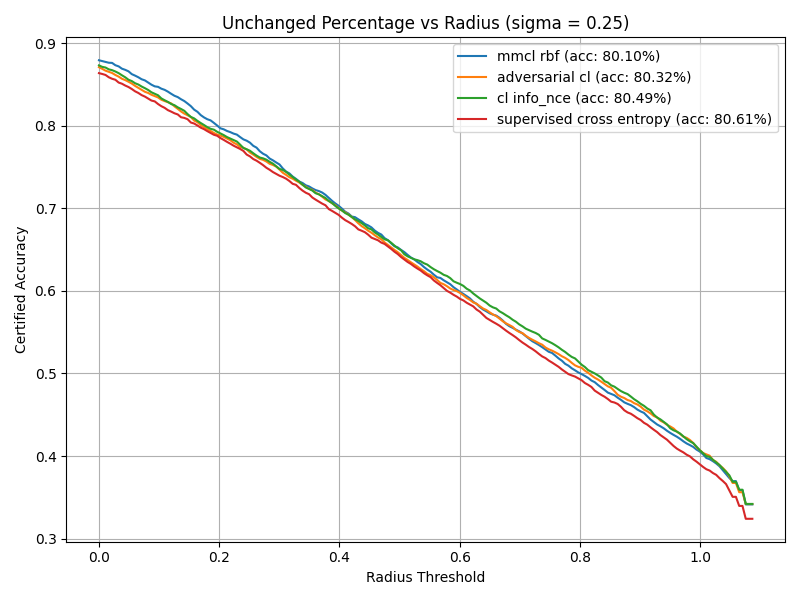 Unchanged Percentage vs Radius (sigma = 0.25)
mmcl rbf (acc: 80.10%)
adversarial cl (acc: 80.32%)
cl info_nce (acc: 80.49%)
supervised cross entropy (acc: 80.61%)
Certified Accuracy
0.9
0.8
0.7
0.6
0.5
0.4
0.3
0.0 0.2 0.4 0.6 0.8 1.0
Radius Threshold